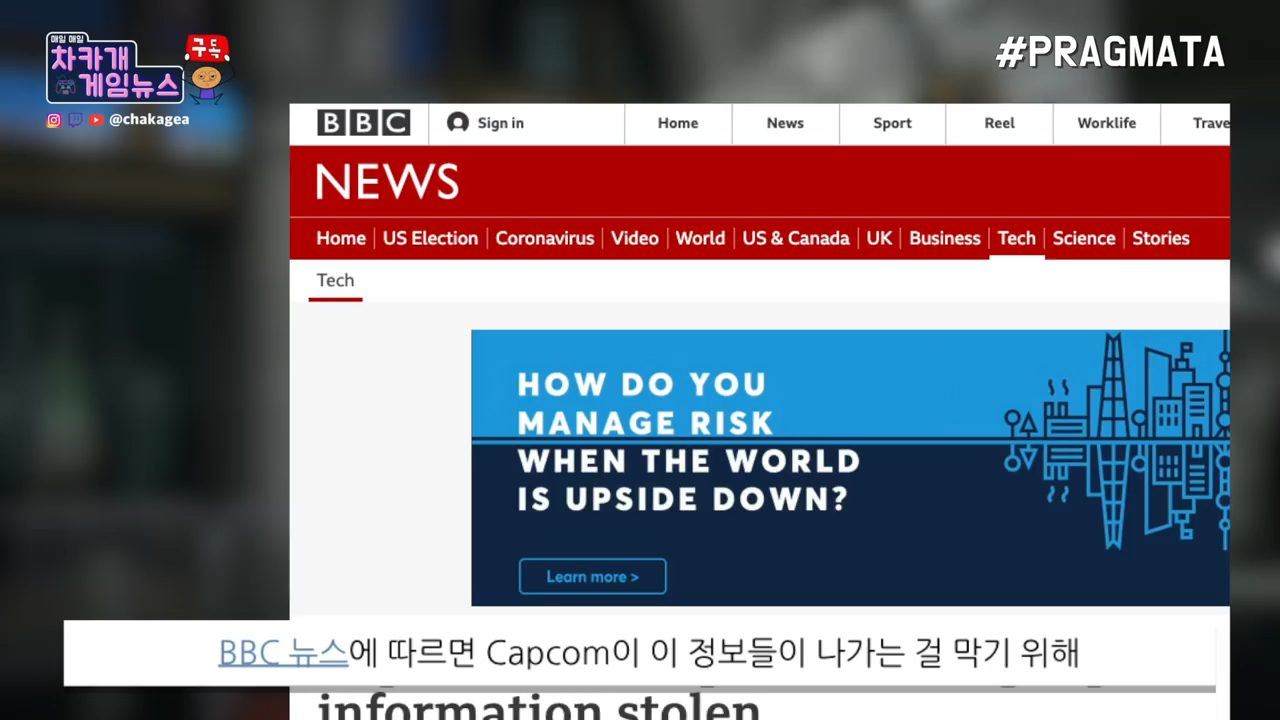 매일 매일
차카개
게임뉴스
구독
@chakagea
#PRAGMATA
BBC
Sign in
Home
News
Sport
Reel
Worklife
Trave
NEWS
Home
US Election
Coronavirus
Video
World
US & Canada
UK
Business
Tech
Science
Stories
Tech
HOW DO YOU
MANAGE RISK
WHEN THE WORLD
IS UPSIDE DOWN?
Learn more >
BBC 뉴스에 따르면 Capcom이 이 정보들이 나가는 걸 막기 위해
information stolen